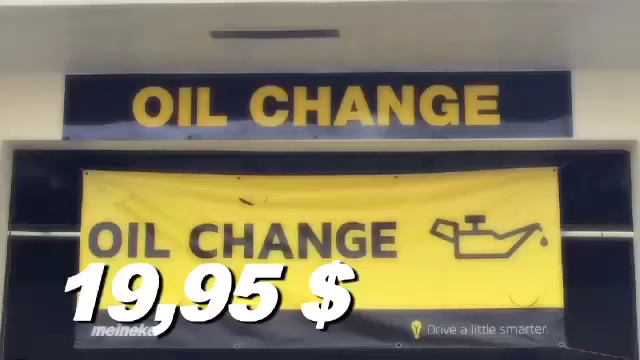 OIL CHANGE
OIL CHANGE
19,95 $
meineke
Drive a little smarter.